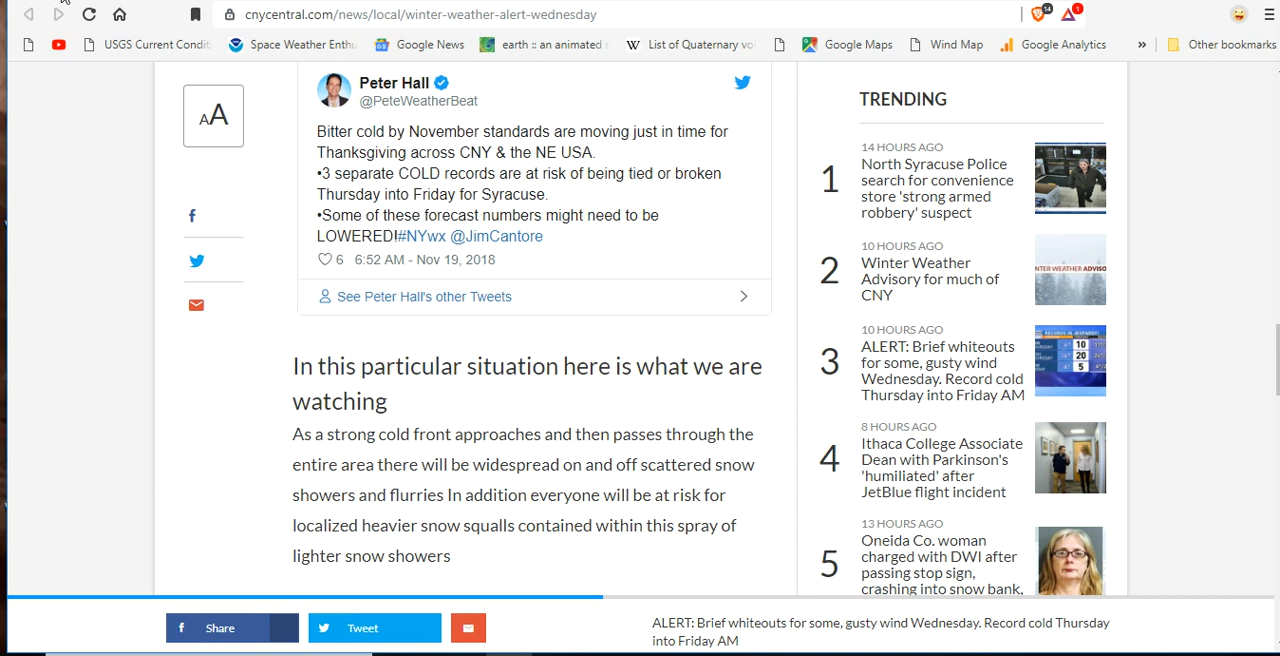 cnycentral.com/news/local/winter-weather-alert-wednesday
14
1
USGS Current Condit
Space Weather Enthu
Google News
earth :: an animated
W
List of Quaternary vo
Google Maps
Wind Map
Google Analytics
»
Other bookmarks
AA
Peter Hall
@PeteWeatherBeat
Bitter cold by November standards are moving just in time for
Thanksgiving across CNY & the NE USA.
•3 separate COLD records are at risk of being tied or broken
Thursday into Friday for Syracuse.
•Some of these forecast numbers might need to be
LOWERED!#NYwx @JimCantore
6 6:52 AM - Nov 19, 2018
See Peter Hall's other Tweets
In this particular situation here is what we are
watching
As a strong cold front approaches and then passes through the
entire area there will be widespread on and off scattered snow
showers and flurries In addition everyone will be at risk for
localized heavier snow squalls contained within this spray of
lighter snow showers
TRENDING
1
14 HOURS AGO
North Syracuse Police
search for convenience
store 'strong armed
robbery' suspect
2
10 HOURS AGO
Winter Weather
Advisory for much of
CNY
NTER WEATHER ADVISO
3
10 HOURS AGO
ALERT: Brief whiteouts
for some, gusty wind
Wednesday. Record cold
Thursday into Friday AM
10
20
5
4
8 HOURS AGO
Ithaca College Associate
Dean with Parkinson's
'humiliated' after
JetBlue flight incident
5
13 HOURS AGO
Oneida Co. woman
charged with DWI after
passing stop sign,
crashing into snow bank,
f Share
Tweet
ALERT: Brief whiteouts for some, gusty wind Wednesday. Record cold Thursday
into Friday AM